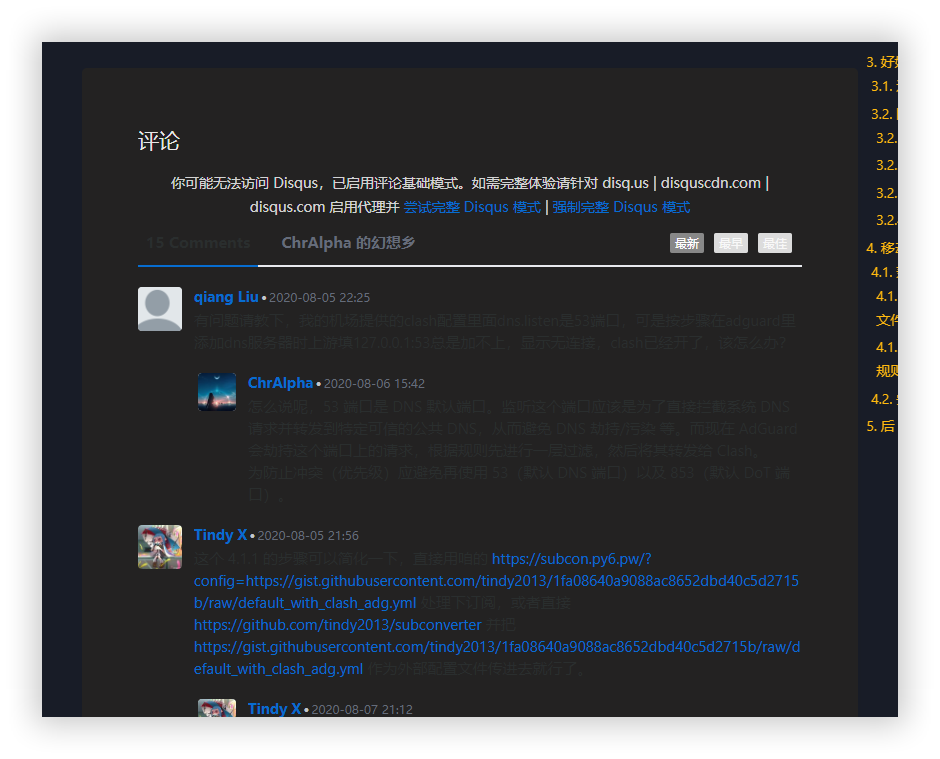 评论
你可能无法访问 Disqus，已启用评论基础模式。如需完整体验请针对 disq.us | disquscdn.com |
disqus.com 启用代理并 尝试完整 Disqus 模式 | 强制完整 Disqus 模式
15 Comments ChrAlpha 的幻想乡 最新 最早 最佳
qiang Liu • 2020-08-05 22:25
有问题请教下，我的机场提供的clash配置里面dns.listen是53端口，可是按步骤在adguard里
添加dns服务器时上游填127.0.0.1:53总是加不上，显示无连接，clash已经开了，该怎么办？
ChrAlpha • 2020-08-06 15:42
怎么说呢，53 端口是 DNS 默认端口，监听这个端口应该是为了直接拦截系统 DNS
请求并转发到特定可信的公共 DNS，从而避免 DNS 劫持/污染 等。而现在 AdGuard
会劫持这个端口上的请求，根据规则先进行一层过滤，然后将其转发给 Clash。
为防止冲突（优先级）应避免再使用 53（默认 DNS 端口）以及 853（默认 DoT 端
口）。
Tindy X • 2020-08-05 21:56
这个 4.1.1 的步骤可以简化一下，直接用咱的 https://subcon.py6.pw/?
config=https://gist.githubusercontent.com/tindy2013/1fa08640a9088ac8652dbd40c5d2715
b/raw/default_with_clash_adg.yml 处理下订阅，或者直接
https://github.com/tindy2013/subconverter 并把
https://gist.githubusercontent.com/tindy2013/1fa08640a9088ac8652dbd40c5d2715b/raw/d
efault_with_clash_adg.yml 作为外部配置文件传进去就行了。
Tindy X • 2020-08-07 21:12
3. 好
3.1.
3.2.
3.2.
3.2.
3.2.
3.2.
4. 移
4.1.
4.1.
文件
4.1.
规则
4.2.
5. 后